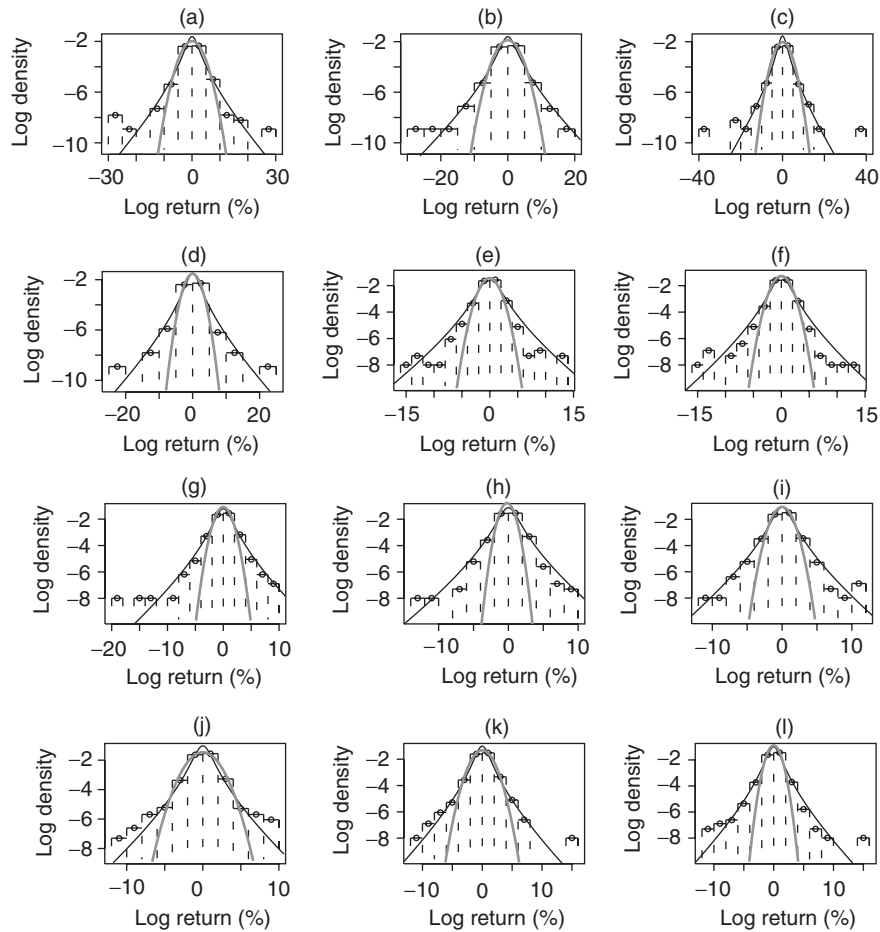 (a) (b) (c)
Log density −2 −6 −10 Log density −2 −6 −10 Log density −2 −6 −10
−30 0 30 −20 0 10 20 −40 0 20 40
Log return (%) Log return (%) Log return (%)
(d) (e) (f)
Log density −2 −6 −10 Log density −2 −4 −6 −8 Log density −2 −4 −6 −8
−20 0 20 −15 0 15 −15 0 15
Log return (%) Log return (%) Log return (%)
(g) (h) (i)
Log density −2 −4 −6 −8 Log density −2 −4 −6 −8 Log density −2 −4 −6 −8
−20 −10 0 10 −10 0 10 −10 0 10
Log return (%) Log return (%) Log return (%)
(j) (k) (l)
Log density −2 −4 −6 −8 Log density −2 −4 −6 −8 Log density −2 −4 −6 −8
−10 0 10 −10 0 10 −10 0 10
Log return (%) Log return (%) Log return (%)